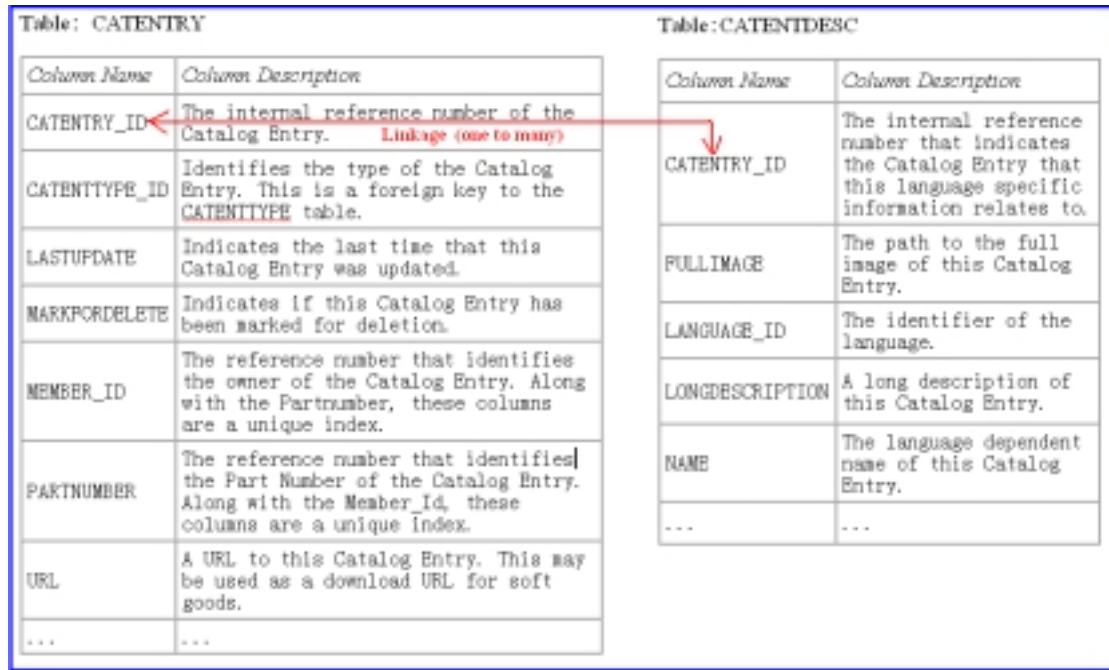 Table: CATENTRY
Column Name Column Description
CATENTRY_ID The internal reference number of the
Catalog Entry. Linkage (one to many)
CATENTTYPE_ID Identifies the type of the Catalog
Entry. This is a foreign key to the
CATENTTYPE table.
LASTUPDATE Indicates the last time that this
Catalog Entry was updated.
MARKFORDELETE Indicates if this Catalog Entry has
been marked for deletion.
MEMBER_ID The reference number that identifies
the owner of the Catalog Entry. Along
with the Partnumber, these columns
are a unique index.
PARTNUMBER The reference number that identifies
the Part Number of the Catalog Entry.
Along with the Member_Id, these
columns are a unique index.
URL A URL to this Catalog Entry. This may
be used as a download URL for soft
goods.
... ...
Table:CATENTDESC
Column Name Column Description
CATENTRY_ID The internal reference
number that indicates
the Catalog Entry that
this language specific
information relates to.
FULLIMAGE The path to the full
image of this Catalog
Entry.
LANGUAGE_ID The identifier of the
language.
LONGDESCRIPTION A long description of
this Catalog Entry.
NAME The language dependent
name of this Catalog
Entry.
... ...